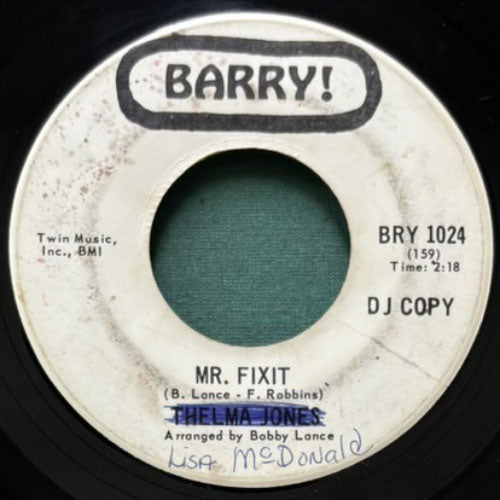 BARRY!
Twin Music,
Inc., BMI
BRY 1024
(159)
Time: 2:18
DJ COPY
MR. FIXIT
(B. Lance - F. Robbins)
THELMA JONES
Arranged by Bobby Lance
Lisa McDonald